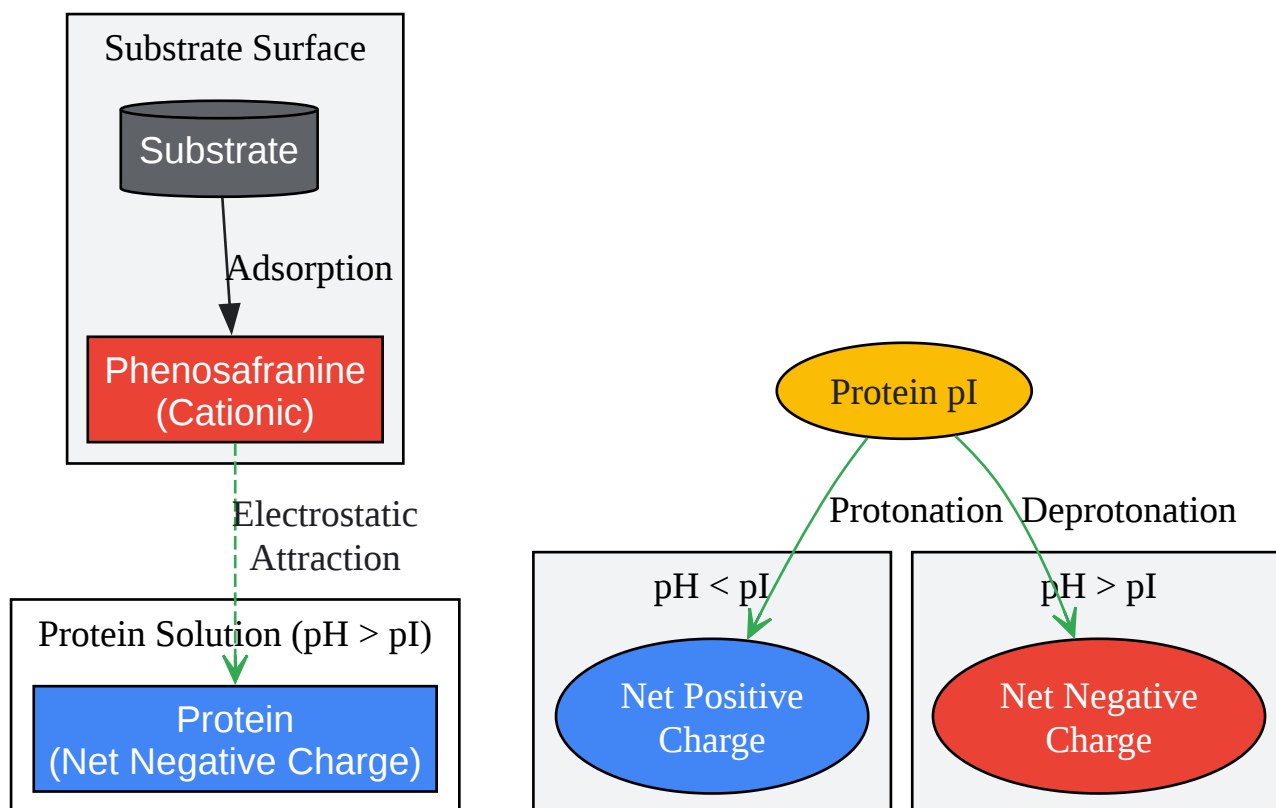 Substrate Surface
Substrate
Adsorption
Phenosafranine
(Cationic)
Electrostatic
Attraction
Protein Solution (pH > pI)
Protein
(Net Negative Charge)
Protein pI
Protonation
Deprotonation
pH < pI
Net Positive
Charge
pH > pI
Net Negative
Charge